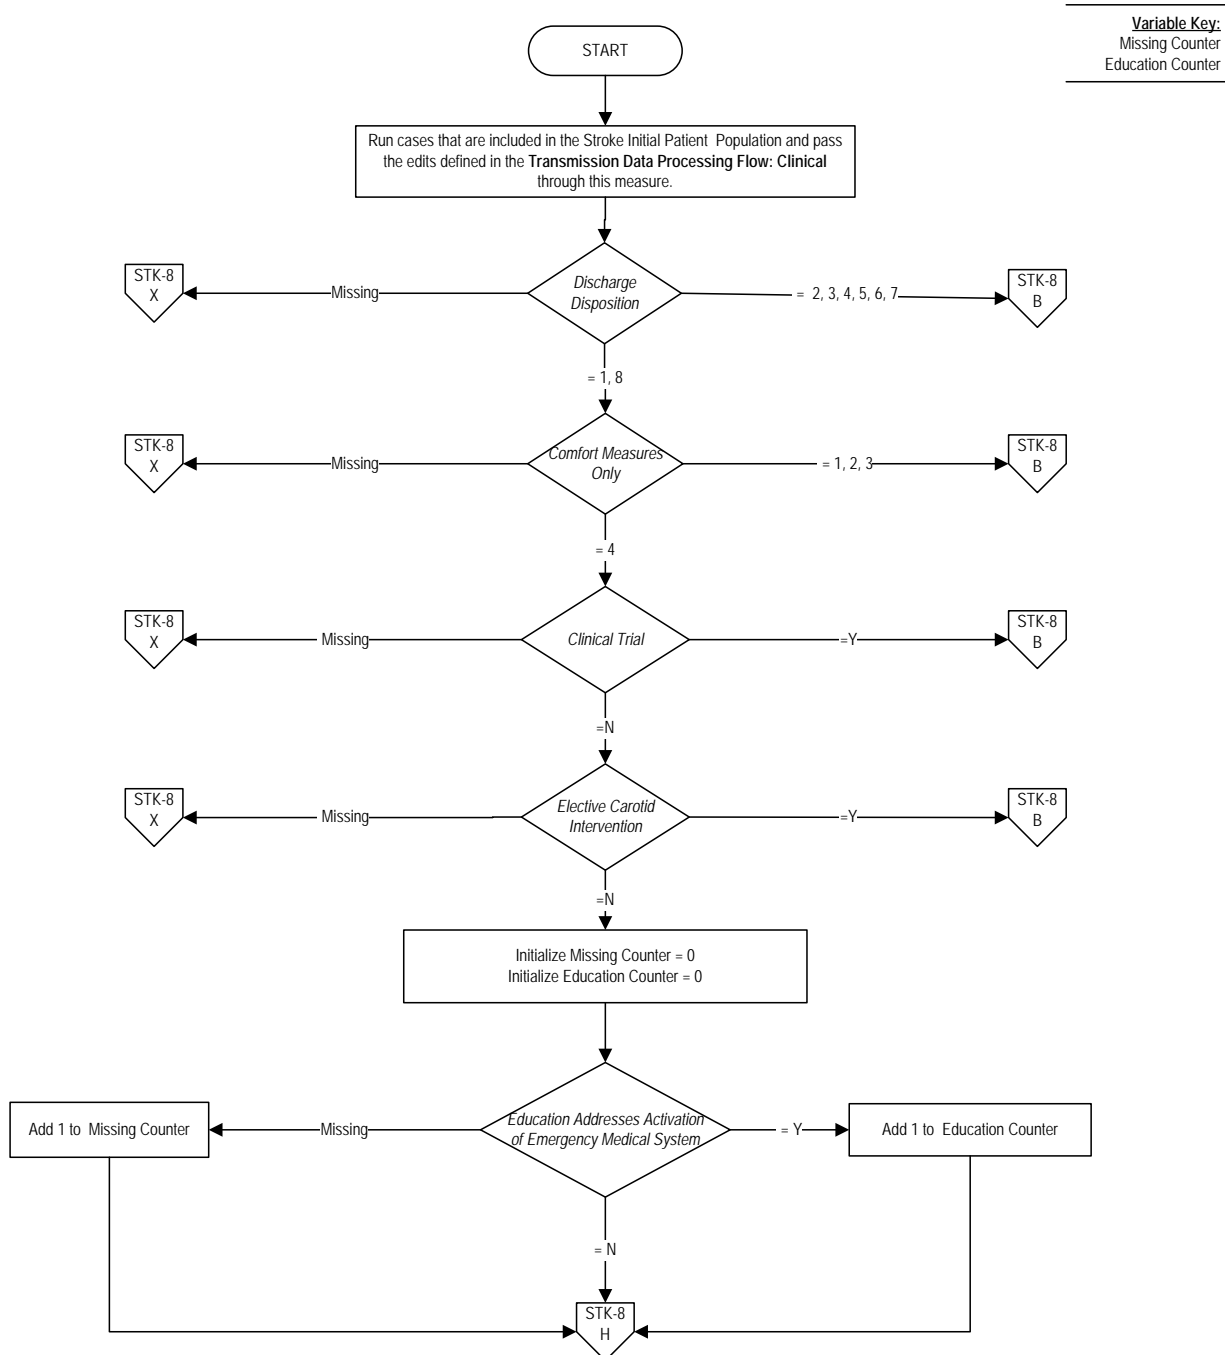 Variable Key:
Missing Counter
Education Counter
START
Run cases that are included in the Stroke Initial Patient Population and pass
the edits defined in the Transmission Data Processing Flow: Clinical
through this measure.
STK-8
X
Missing
Discharge
Disposition
= 2, 3, 4, 5, 6, 7
STK-8
B
= 1, 8
STK-8
X
Missing
Comfort Measures
Only
= 1, 2, 3
STK-8
B
= 4
STK-8
X
Missing
Clinical Trial
=Y
STK-8
B
=N
STK-8
X
Missing
Elective Carotid
Intervention
=Y
STK-8
B
=N
Initialize Missing Counter = 0
Initialize Education Counter = 0
Add 1 to Missing Counter
Missing
Education Addresses Activation
of Emergency Medical System
= Y
Add 1 to Education Counter
= N
STK-8
H